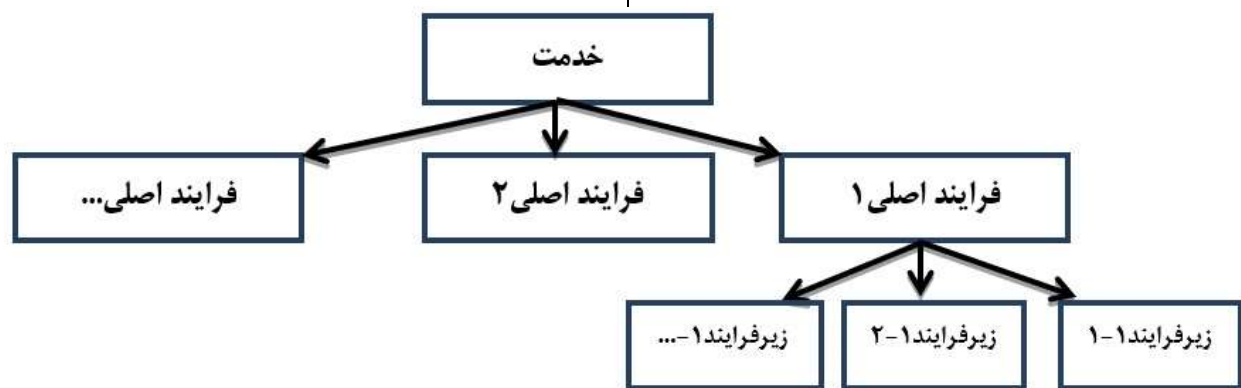 خدمت
فرایند اصلی۱
فرایند اصلی۲
فرایند اصلی...
زیرفرایند۱-۱
زیرفرایند۱-۲
زیرفرایند۱-...